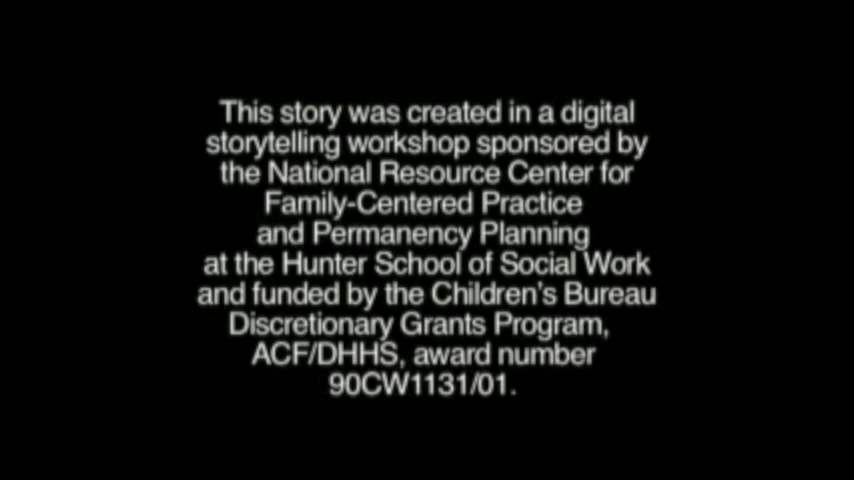 This story was created in a digital
storytelling workshop sponsored by
the National Resource Center for
Family-Centered Practice
and Permanency Planning
at the Hunter School of Social Work
and funded by the Children's Bureau
Discretionary Grants Program,
ACF/DHHS, award number
90CW1131/01.